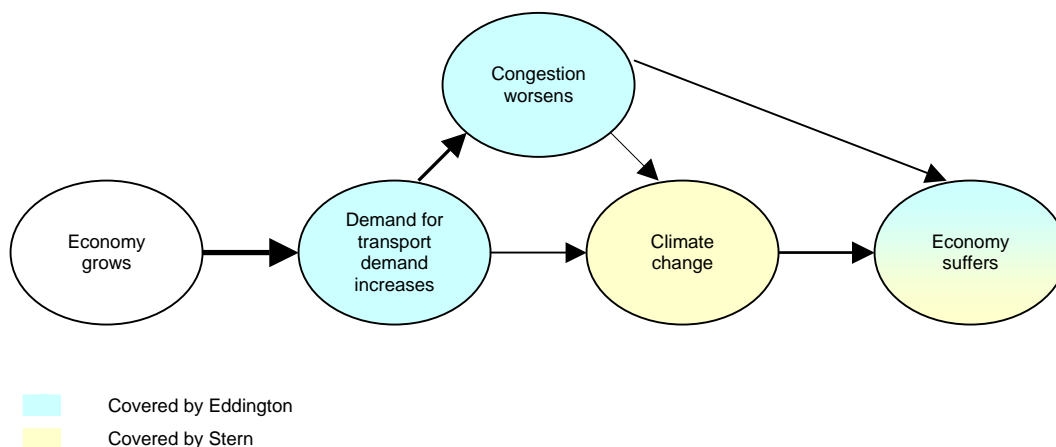 Congestion
worsens
Economy
grows
Demand for
transport
demand
increases
Climate
change
Economy
suffers
Covered by Eddington
Covered by Stern